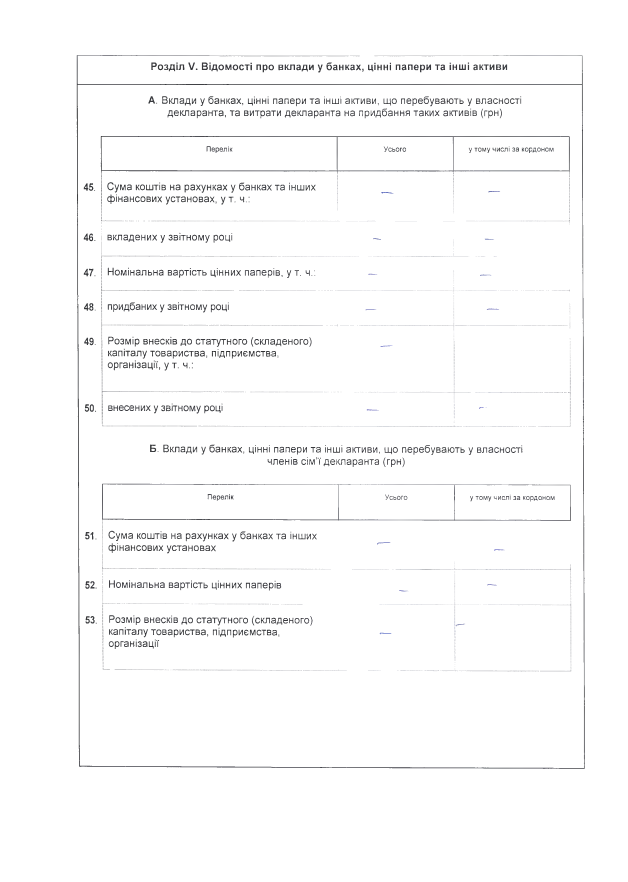 Розділ V. Відомості про вклади у банках, цінні папери та інші активи
А. Вклади у банках, цінні папери та інші активи, що перебувають у власності
декларанта, та витрати декларанта на придбання таких активів (грн)
Перелік Усього у тому числі за кордоном
45. Сума коштів на рахунках у банках та інших — —
фінансових установах, у т. ч.:
46. вкладених у звітному році — —
47. Номінальна вартість цінних паперів, у т. ч.: — —
48. придбаних у звітному році — —
49. Розмір внесків до статутного (складеного) —
капіталу товариства, підприємства,
організації, у т. ч.:
50. внесених у звітному році — —
Б. Вклади у банках, цінні папери та інші активи, що перебувають у власності
членів сім'ї декларанта (грн)
Перелік Усього у тому числі за кордоном
51. Сума коштів на рахунках у банках та інших — —
фінансових установах
52. Номінальна вартість цінних паперів — —
53. Розмір внесків до статутного (складеного) — —
капіталу товариства, підприємства,
організації